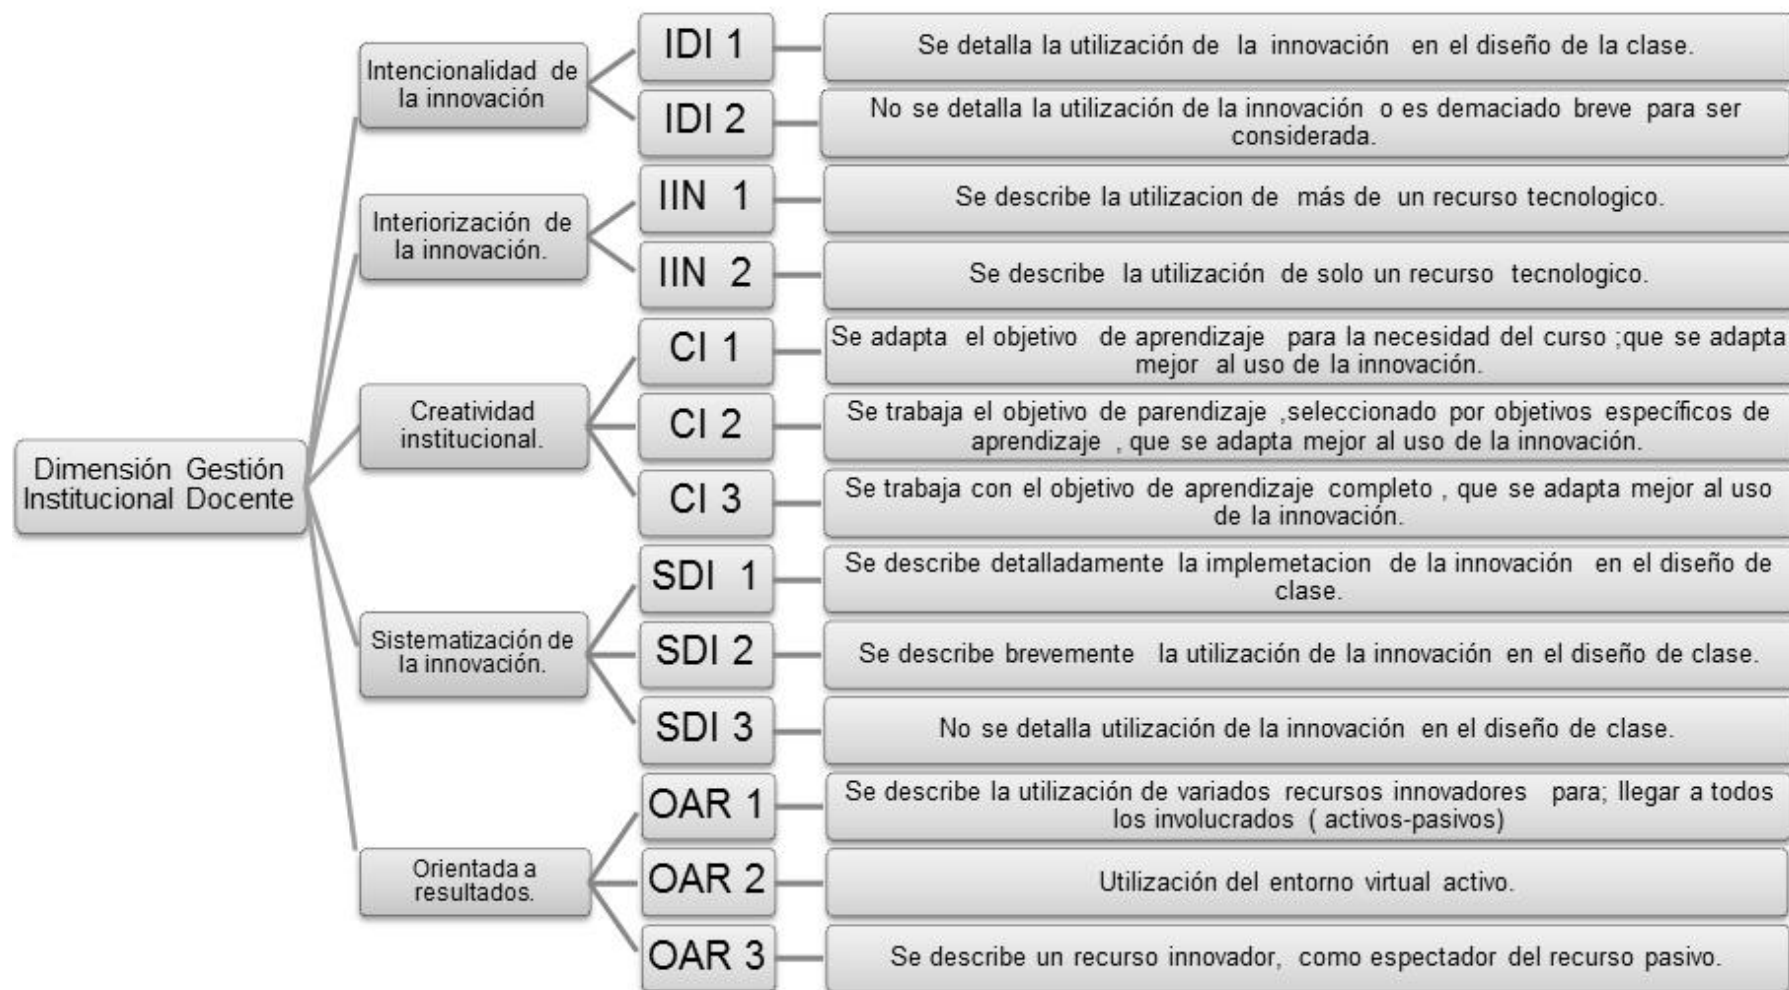 Dimensión Gestión
Institucional Docente
Intencionalidad de
la innovación
IDI 1
Se detalla la utilización de la innovación en el diseño de la clase.
IDI 2
No se detalla la utilización de la innovación o es demaciado breve para ser
considerada.
Interiorización de
la innovación.
IIN 1
Se describe la utilizacion de más de un recurso tecnologico.
IIN 2
Se describe la utilización de solo un recurso tecnologico.
Creatividad
institucional.
CI 1
Se adapta el objetivo de aprendizaje para la necesidad del curso ;que se adapta
mejor al uso de la innovación.
CI 2
Se trabaja el objetivo de parendizaje ,seleccionado por objetivos específicos de
aprendizaje , que se adapta mejor al uso de la innovación.
CI 3
Se trabaja con el objetivo de aprendizaje completo , que se adapta mejor al uso
de la innovación.
Sistematización de
la innovación.
SDI 1
Se describe detalladamente la implemetacion de la innovación en el diseño de
clase.
SDI 2
Se describe brevemente la utilización de la innovación en el diseño de clase.
SDI 3
No se detalla utilización de la innovación en el diseño de clase.
Orientada a
resultados.
OAR 1
Se describe la utilización de variados recursos innovadores para; llegar a todos
los involucrados ( activos-pasivos)
OAR 2
Utilización del entorno virtual activo.
OAR 3
Se describe un recurso innovador, como espectador del recurso pasivo.